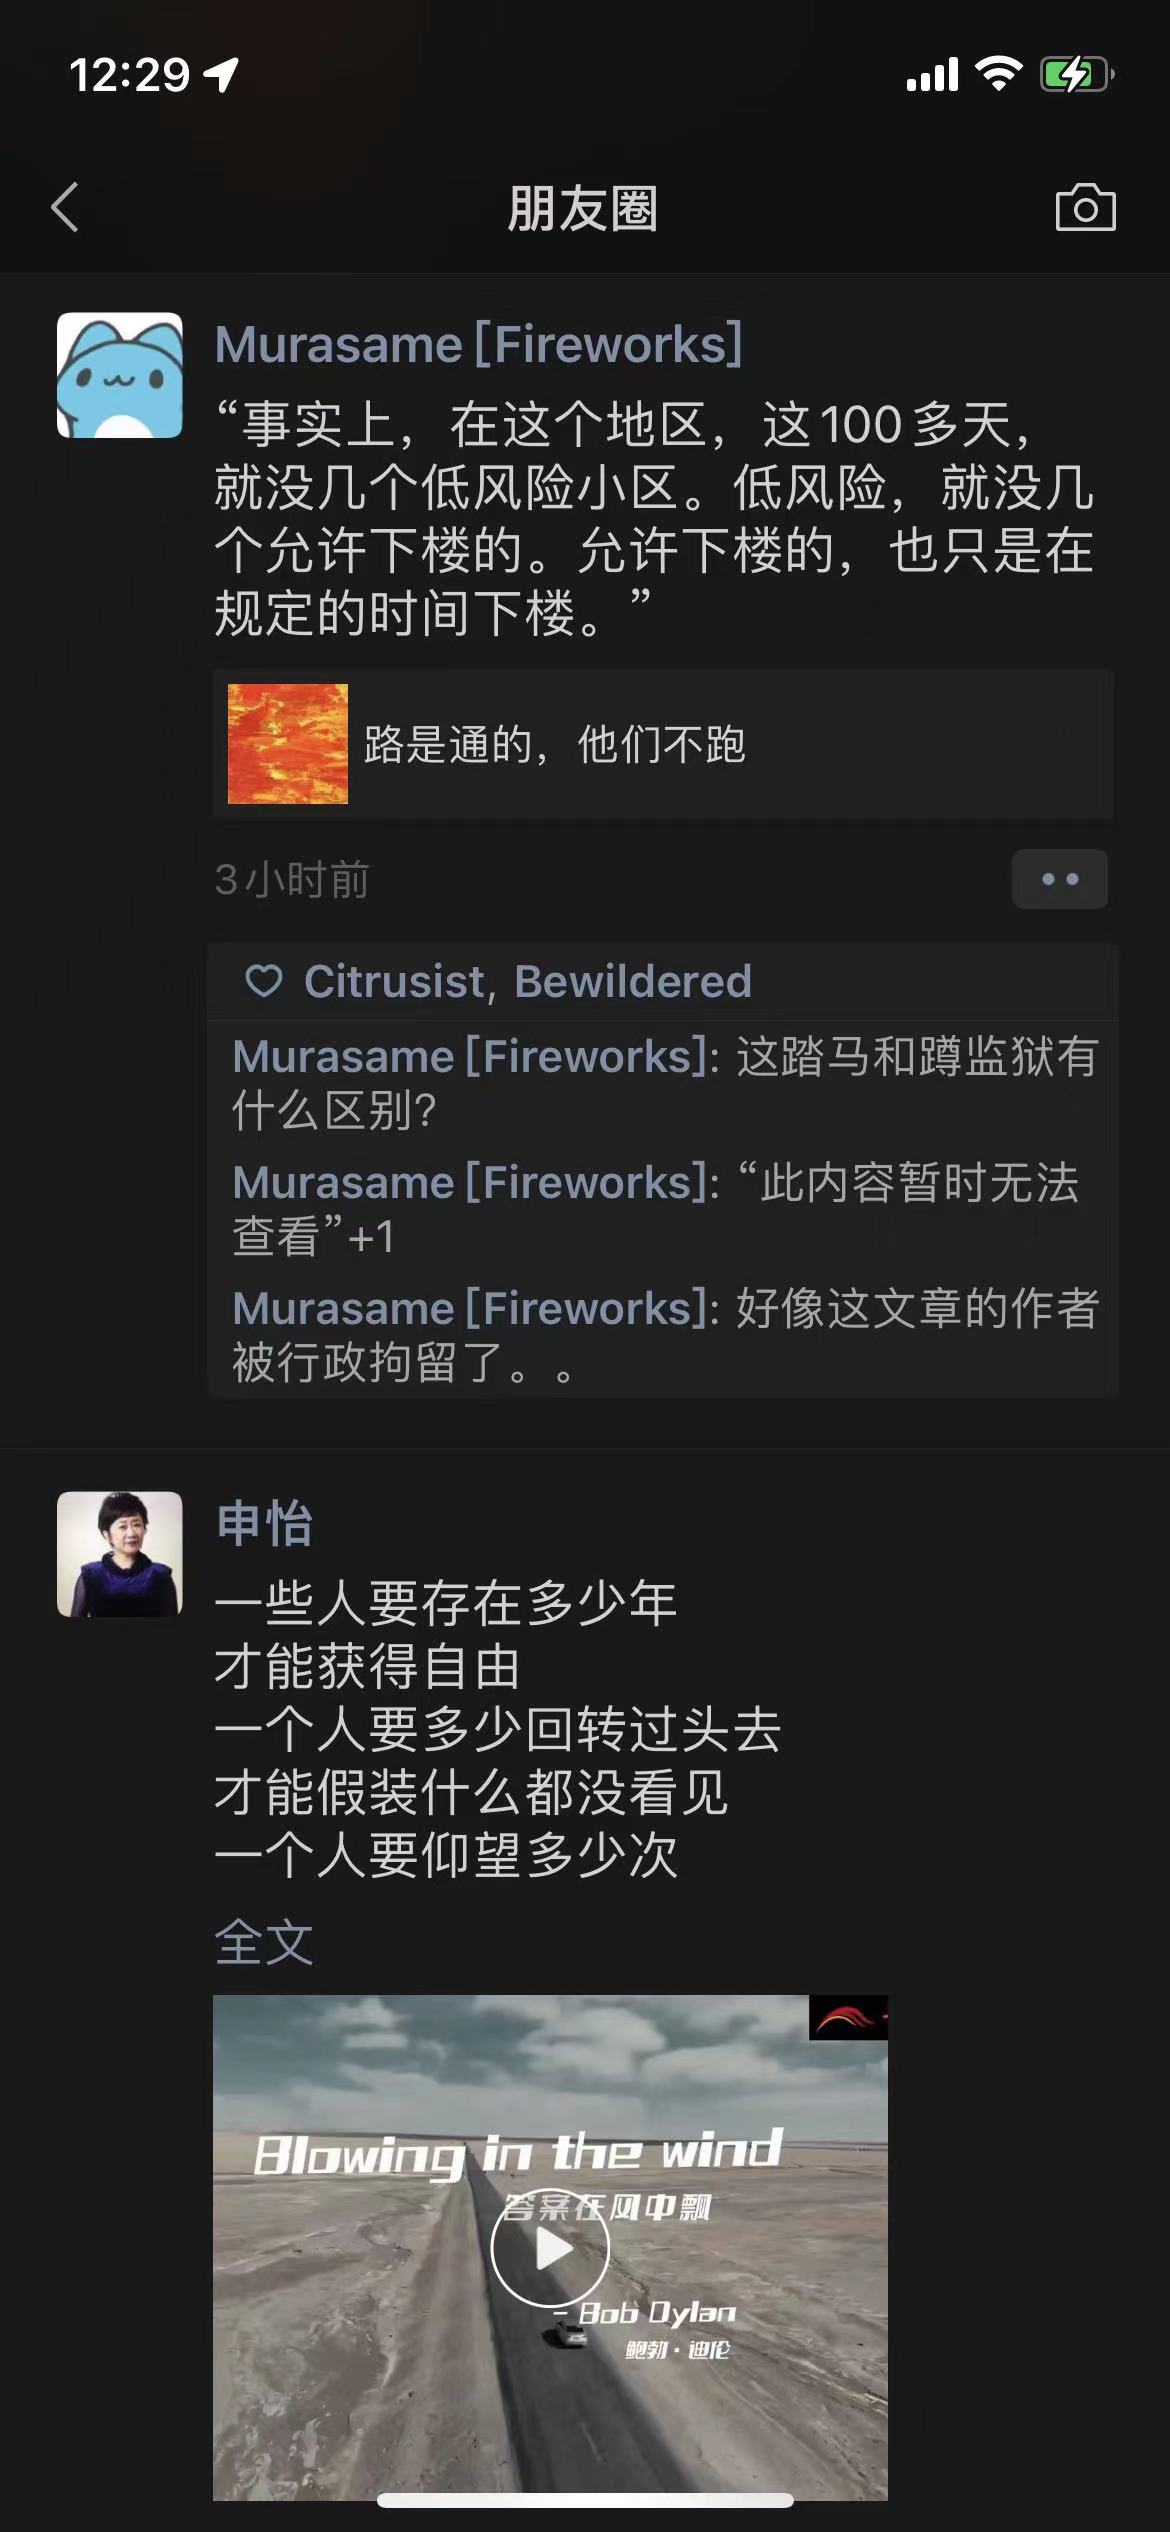 12:29
朋友圈
Murasame [Fireworks]
“事实上，在这个地区，这100多天，
就没几个低风险小区。低风险，就没几
个允许下楼的。允许下楼的，也只是在
规定的时间下楼。”
路是通的，他们不跑
3小时前
Citrusist, Bewildered
Murasame [Fireworks]: 这踏马和蹲监狱有
什么区别?
Murasame [Fireworks]: “此内容暂时无法
查看”+1
Murasame [Fireworks]: 好像这文章的作者
被行政拘留了。。
申怡
一些人要存在多少年
才能获得自由
一个人要多少回转过头去
才能假装什么都没看见
一个人要仰望多少次
全文
Blowing in the wind
答案在风中飘
- Bob Dylan
鲍勃·迪伦